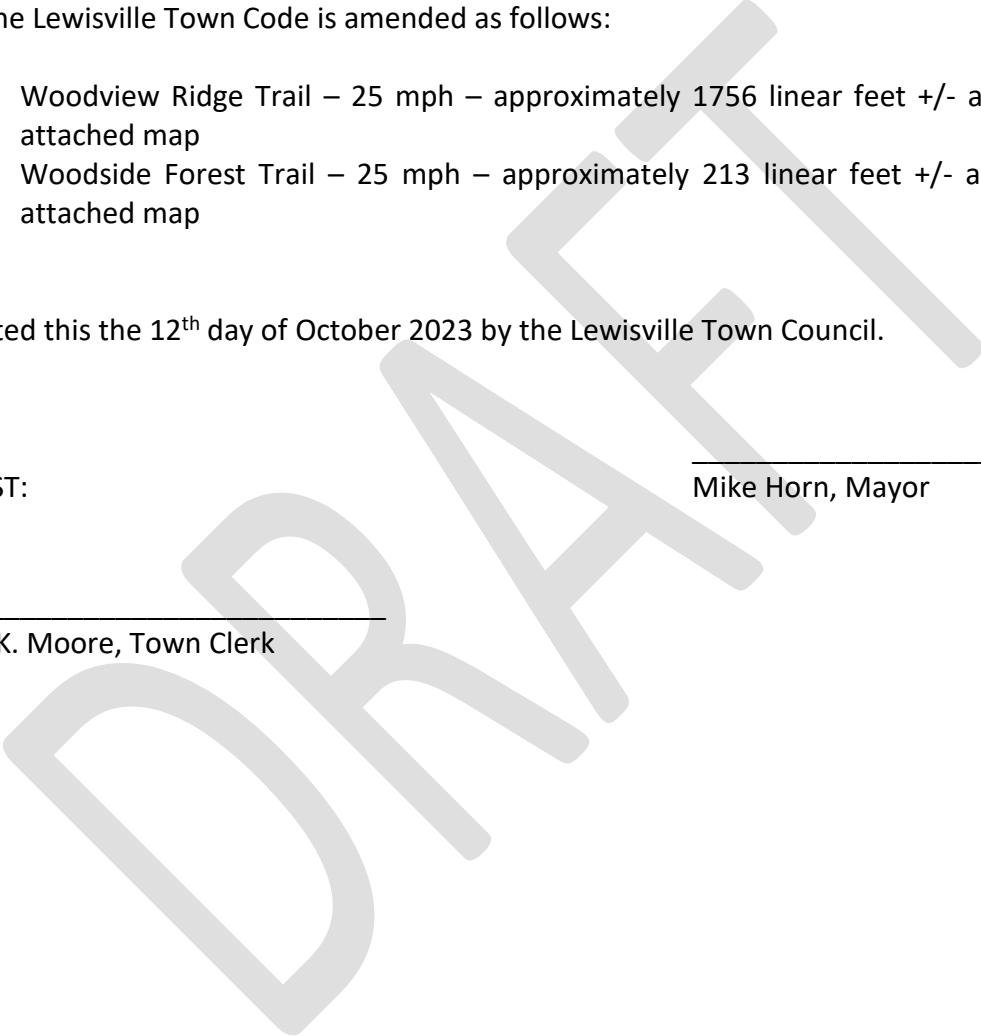 he Lewisville Town Code is amended as follows:
Woodview Ridge Trail – 25 mph – approximately 1756 linear feet +/- a
attached map
Woodside Forest Trail – 25 mph – approximately 213 linear feet +/- a
attached map
ted this the 12th day of October 2023 by the Lewisville Town Council.
ST:
Mike Horn, Mayor
K. Moore, Town Clerk
DRAFT